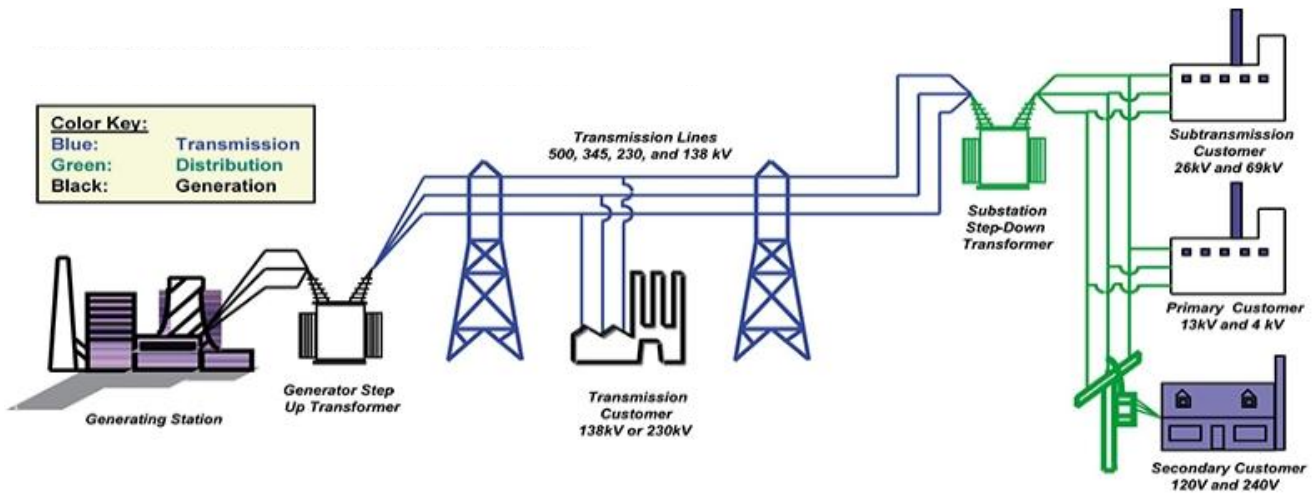 Color Key:
Blue: Transmission
Green: Distribution
Black: Generation
Transmission Lines
500, 345, 230, and 138 kV
Generating Station
Generator Step
Up Transformer
Transmission
Customer
138kV or 230kV
Substation
Step-Down
Transformer
Subtransmission
Customer
26kV and 69kV
Primary Customer
13kV and 4 kV
Secondary Customer
120V and 240V